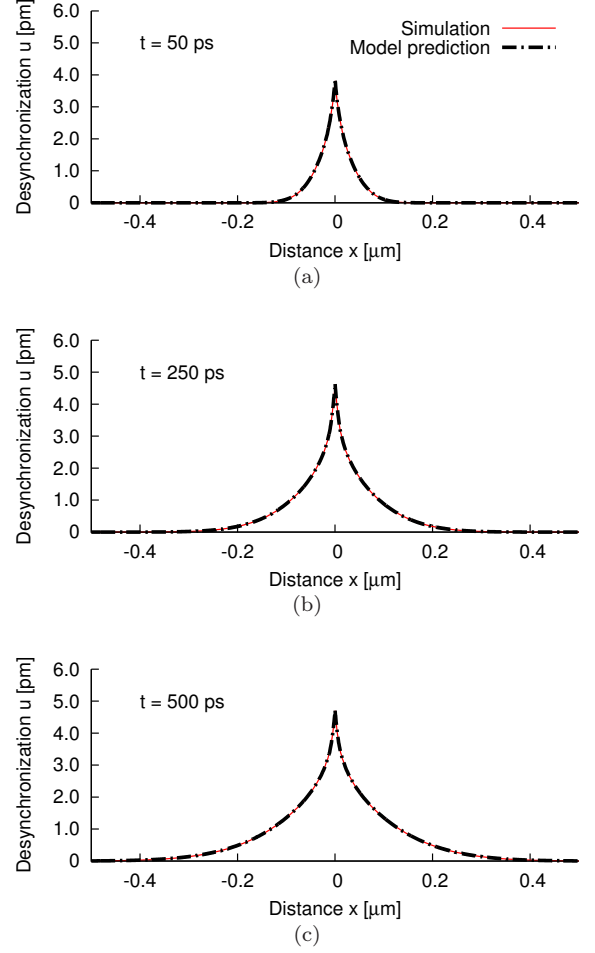 6.0
5.0
4.0
3.0
2.0
1.0
0
Desynchronization u [pm]
t = 50 ps
Simulation
Model prediction
-0.4 -0.2 0 0.2 0.4
Distance x [μm]
(a)
6.0
5.0
4.0
3.0
2.0
1.0
0
Desynchronization u [pm]
t = 250 ps
-0.4 -0.2 0 0.2 0.4
Distance x [μm]
(b)
6.0
5.0
4.0
3.0
2.0
1.0
0
Desynchronization u [pm]
t = 500 ps
-0.4 -0.2 0 0.2 0.4
Distance x [μm]
(c)